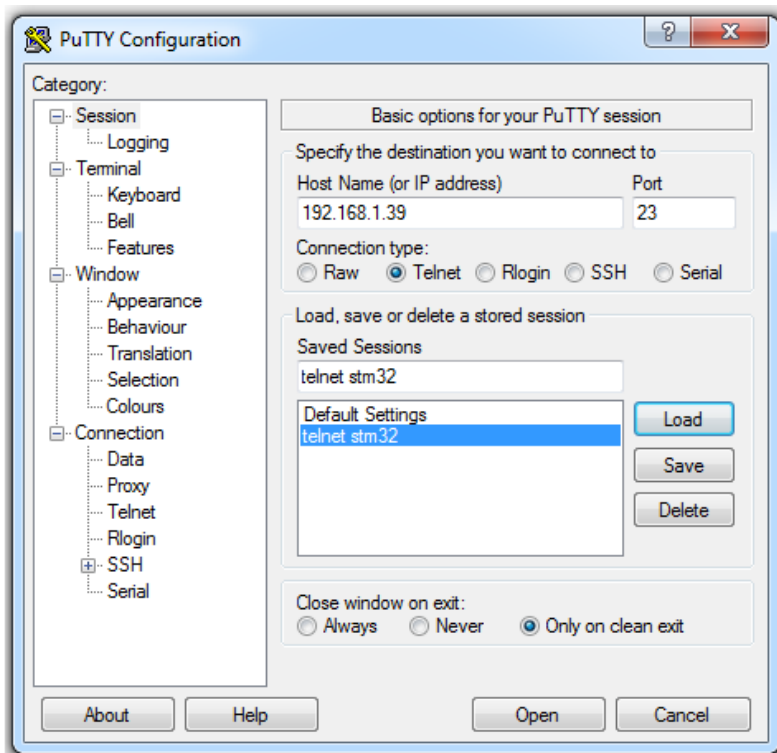 PuTTY Configuration
?
X
Category:
Session
Logging
Terminal
Keyboard
Bell
Features
Window
Appearance
Behaviour
Translation
Selection
Colours
Connection
Data
Proxy
Telnet
Rlogin
SSH
Serial
Basic options for your PuTTY session
Specify the destination you want to connect to
Host Name (or IP address) Port
192.168.1.39 23
Connection type:
Raw Telnet Rlogin SSH Serial
Load, save or delete a stored session
Saved Sessions
telnet stm32
Default Settings
telnet stm32
Load
Save
Delete
Close window on exit:
Always Never Only on clean exit
About Help Open Cancel